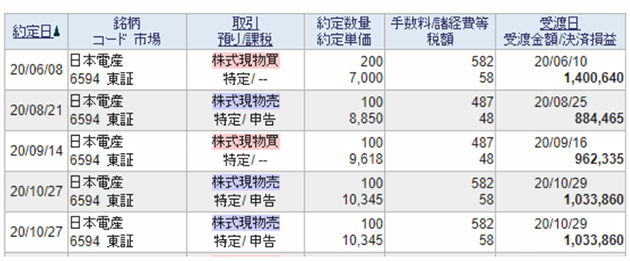 約定日▲ 銘柄 取引 約定数量 手数料/諸経費等 受渡日
コード 市場 預り/課税 約定単価 税額 受渡金額/決済損益
20/06/08 日本電産 株式現物買 200 582 20/06/10
6594 東証 特定/ -- 7,000 58 1,400,640
20/08/21 日本電産 株式現物売 100 487 20/08/25
6594 東証 特定/ 申告 8,850 48 884,465
20/09/14 日本電産 株式現物買 100 487 20/09/16
6594 東証 特定/ -- 9,618 48 962,335
20/10/27 日本電産 株式現物売 100 582 20/10/29
6594 東証 特定/ 申告 10,345 58 1,033,860
20/10/27 日本電産 株式現物売 100 582 20/10/29
6594 東証 特定/ 申告 10,345 58 1,033,860